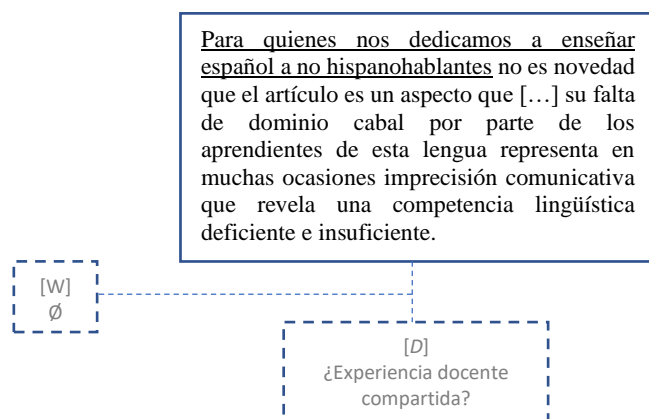 Para quienes nos dedicamos a enseñar
español a no hispanohablantes no es novedad
que el artículo es un aspecto que […] su falta
de dominio cabal por parte de los
aprendientes de esta lengua representa en
muchas ocasiones imprecisión comunicativa
que revela una competencia lingüística
deficiente e insuficiente.
[W]
Ø
[D]
¿Experiencia docente
compartida?